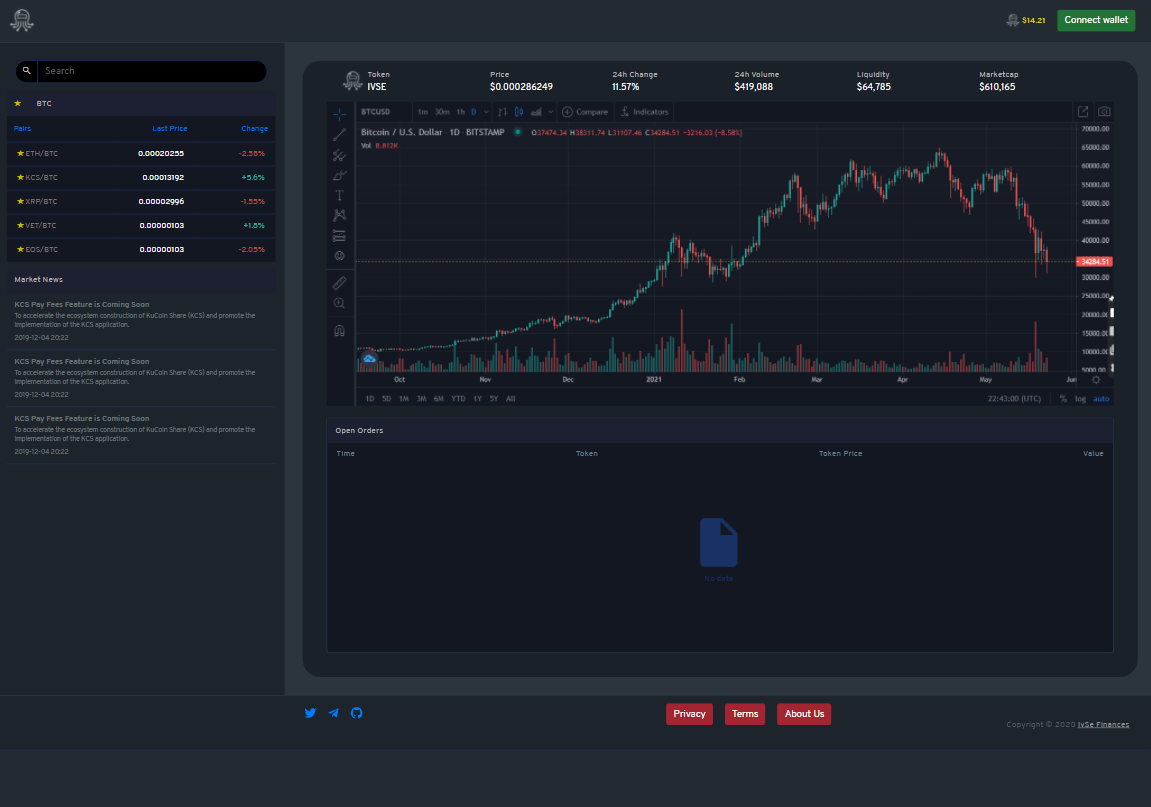 $14.21
Connect wallet
Search
BTC
Pairs Last Price Change
ETH/BTC 0.00020255 -2.58%
KCS/BTC 0.00013192 +5.6%
XRP/BTC 0.00002996 -1.55%
VET/BTC 0.00000103 +1.8%
EOS/BTC 0.00000103 -2.05%
Market News
KCS Pay Fees Feature is Coming Soon
To accelerate the ecosystem construction of KuCoin Share (KCS) and promote the
implementation of the KCS application.
2019-12-04 20:22
KCS Pay Fees Feature is Coming Soon
To accelerate the ecosystem construction of KuCoin Share (KCS) and promote the
implementation of the KCS application.
2019-12-04 20:22
KCS Pay Fees Feature is Coming Soon
To accelerate the ecosystem construction of KuCoin Share (KCS) and promote the
implementation of the KCS application.
2019-12-04 20:22
Token Price 24h Change 24h Volume Liquidity Marketcap
IVSE $0.000286249 11.57% $419,088 $64,785 $610,165
BTCUSD 1m 30m 1h D Compare Indicators
Bitcoin / U.S. Dollar · 1D · BITSTAMP O37474.34 H38311.74 L31107.46 C34284.51 -3216.03 (-8.58%)
Vol 8.812K
70000.00
65000.00
60000.00
55000.00
50000.00
45000.00
40000.00
34284.51
30000.00
25000.00
20000.00
15000.00
10000.00
5000.00
Oct Nov Dec 2021 Feb Mar Apr May Jun
1D 5D 1M 3M 6M YTD 1Y 5Y All 22:43:00 (UTC) % log auto
Open Orders
Time Token Token Price Value
No data
Privacy Terms About Us
Copyright © 2020 IvSe Finances